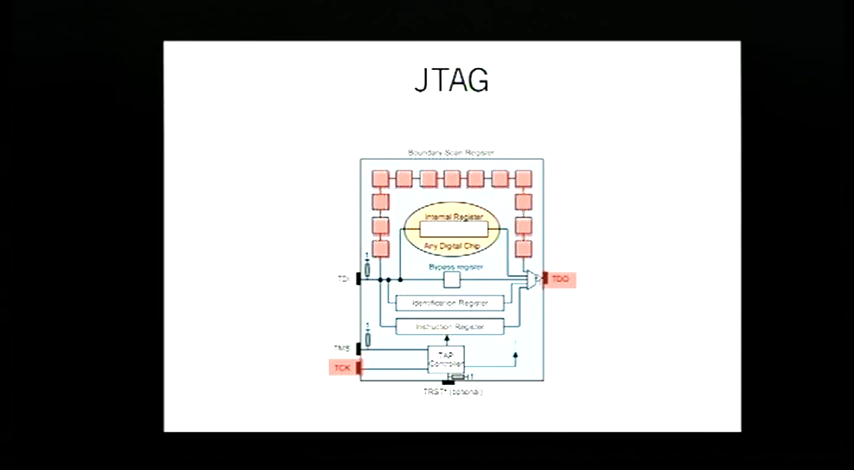 JTAG
Boundary Scan Register
Internal Register
Any Digital Chip
Bypass register
TDI
TDO
Identification Register
Instruction Register
TMS
TAP
Controller
TCK
TRST* (optional)